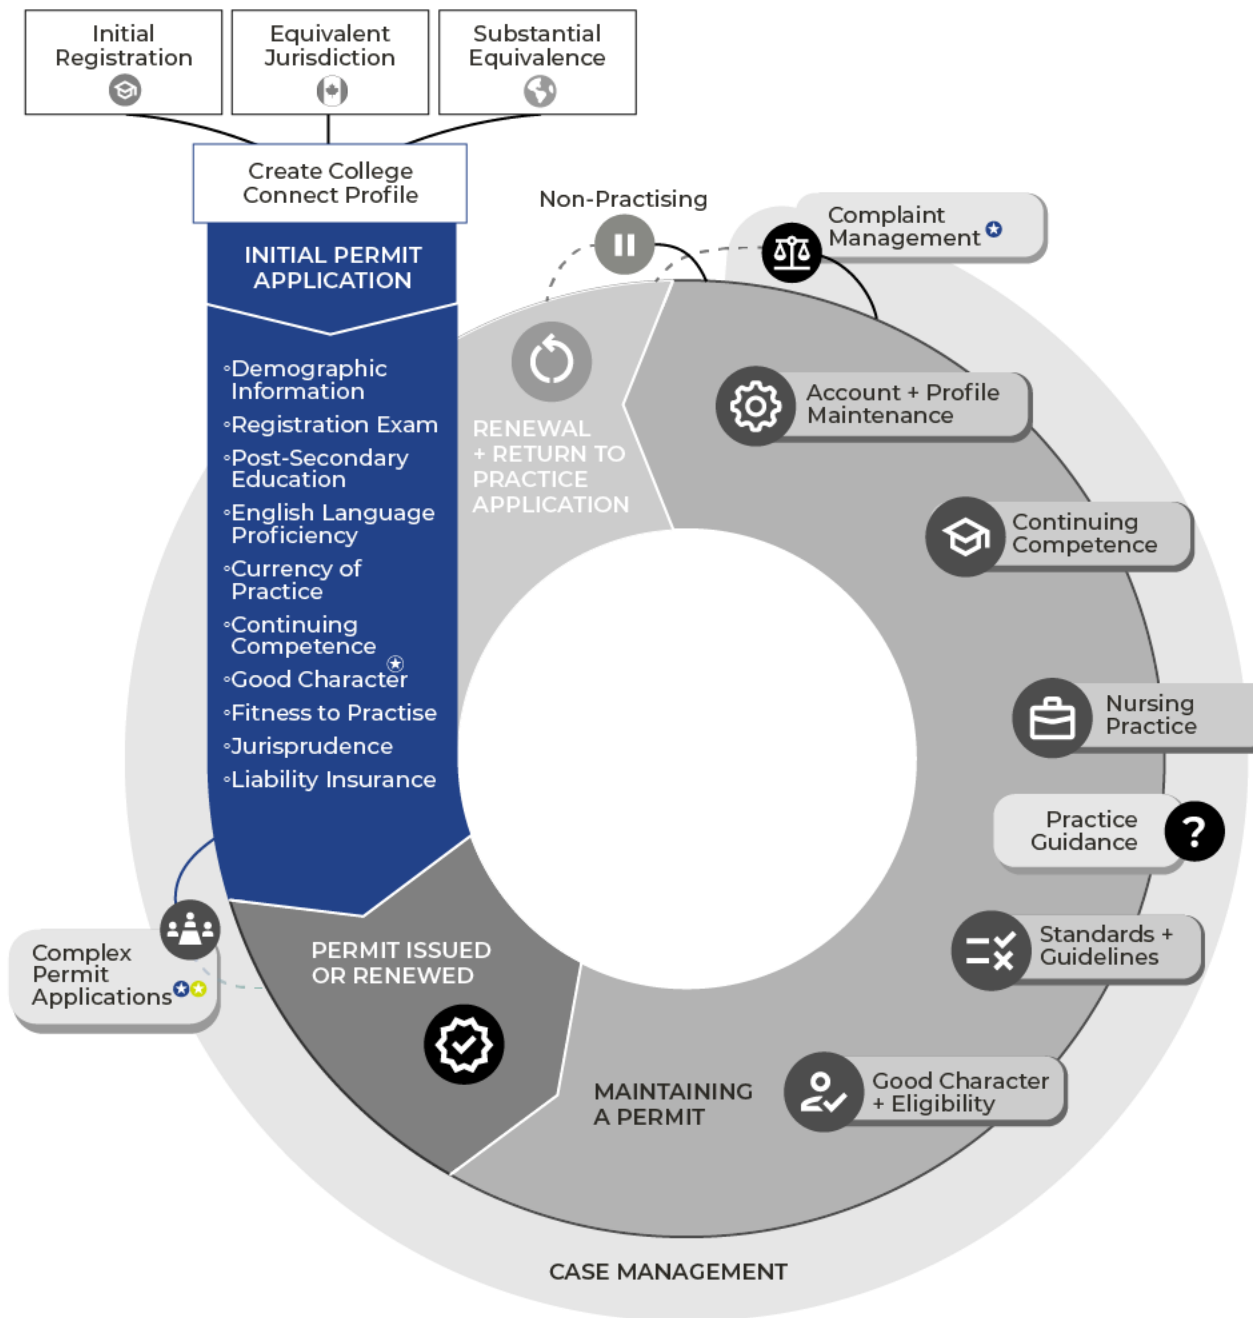 Initial
Registration
Equivalent
Jurisdiction
Substantial
Equivalence
Create College
Connect Profile
INITIAL PERMIT
APPLICATION
◦Demographic
Information
◦Registration Exam
◦Post-Secondary
Education
◦English Language
Proficiency
◦Currency of
Practice
◦Continuing
Competence
◦Good Character
◦Fitness to Practise
◦Jurisprudence
◦Liability Insurance
Non-Practising
Complaint
Management
RENEWAL
+ RETURN TO
PRACTICE
APPLICATION
Account + Profile
Maintenance
Continuing
Competence
Nursing
Practice
Practice
Guidance
?
Standards +
Guidelines
Good Character
+ Eligibility
MAINTAINING
A PERMIT
PERMIT ISSUED
OR RENEWED
Complex
Permit
Applications
CASE MANAGEMENT